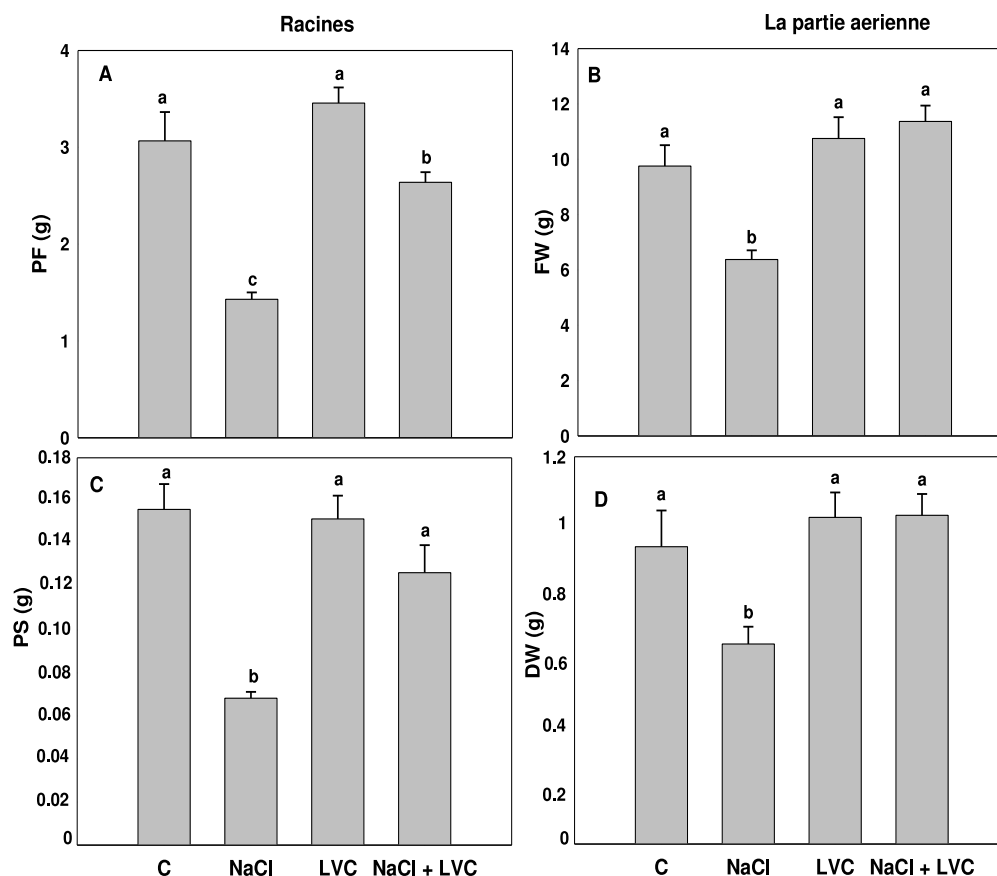 Racines
La partie aerienne
A
PF (g)
4
3
2
1
0
a
c
a
b
B
FW (g)
14
12
10
8
6
4
2
0
a
b
a
a
C
PS (g)
0.18
0.16
0.14
0.12
0.10
0.08
0.06
0.04
0.02
0
a
b
a
a
C
NaCl
LVC
NaCl + LVC
D
DW (g)
1.2
1
0.8
0.6
0.4
0.2
0
a
b
a
a
C
NaCl
LVC
NaCl + LVC